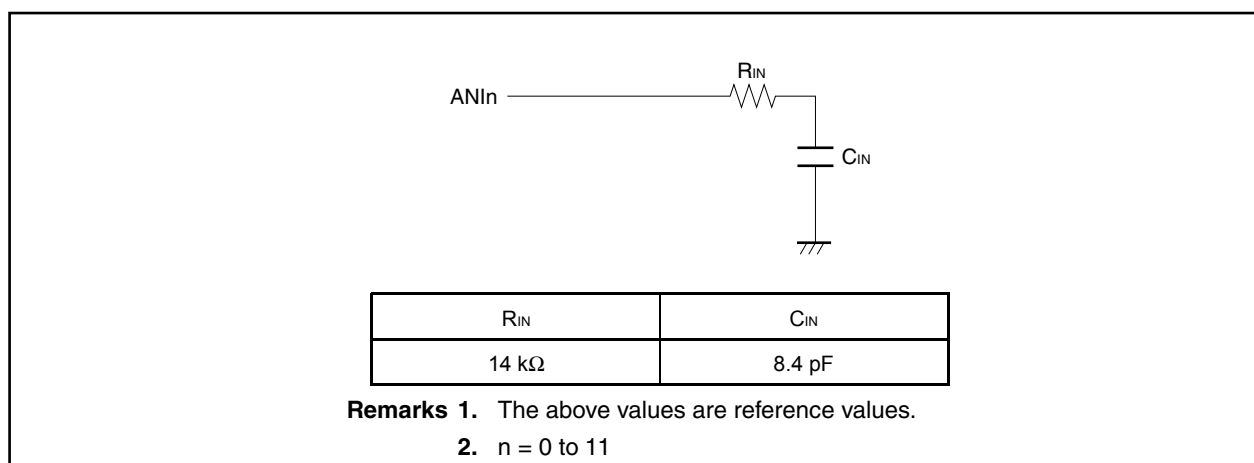 RIN
ANIn
CIN
RIN CIN
14 kΩ 8.4 pF
Remarks 1. The above values are reference values.
2. n = 0 to 11